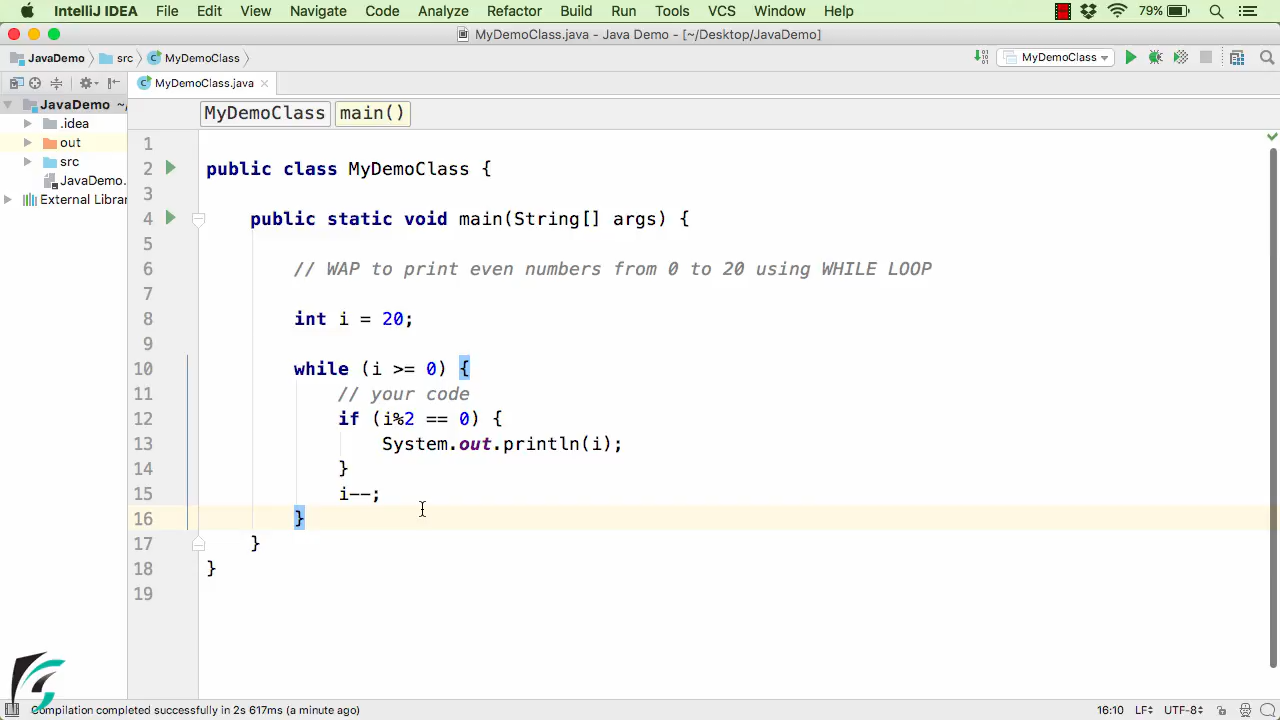 IntelliJ IDEA File Edit View Navigate Code Analyze Refactor Build Run Tools VCS Window Help 79%
MyDemoClass.java - Java Demo - [~/Desktop/JavaDemo]
JavaDemo src MyDemoClass MyDemoClass
MyDemoClass.java
JavaDemo ~/
.idea
out
src
JavaDemo.
External Librar
MyDemoClass main()
1
2 public class MyDemoClass {
3
4 public static void main(String[] args) {
5
6 // WAP to print even numbers from 0 to 20 using WHILE LOOP
7
8 int i = 20;
9
10 while (i >= 0) {
11 // your code
12 if (i%2 == 0) {
13 System.out.println(i);
14 }
15 i--;
16 }
17 }
18 }
19
Compilation completed successfully in 2s 617ms (a minute ago) 16:10 LF÷ UTF-8÷